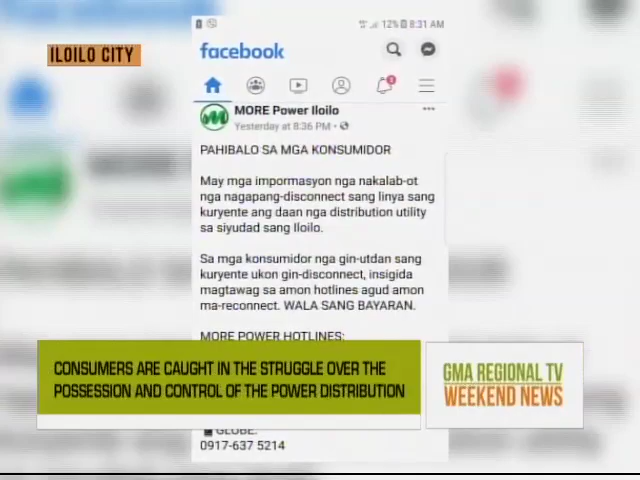 ILOILO CITY
12% 8:31 AM
facebook
MORE Power Iloilo
Yesterday at 8:36 PM
PAHIBALO SA MGA KONSUMIDOR
May mga impormasyon nga nakalab-ot
nga nagapang-disconnect sang linya sang
kuryente ang daan nga distribution utility
sa siyudad sang Iloilo.
Sa mga konsumidor nga gin-utdan sang
kuryente ukon gin-disconnect, insigida
magtawag sa amon hotlines agud amon
ma-reconnect. WALA SANG BAYARAN.
MORE POWER HOTLINES:
CONSUMERS ARE CAUGHT IN THE STRUGGLE OVER THE
POSSESSION AND CONTROL OF THE POWER DISTRIBUTION
GMA REGIONAL TV
WEEKEND NEWS
GLOBE:
0917-637 5214